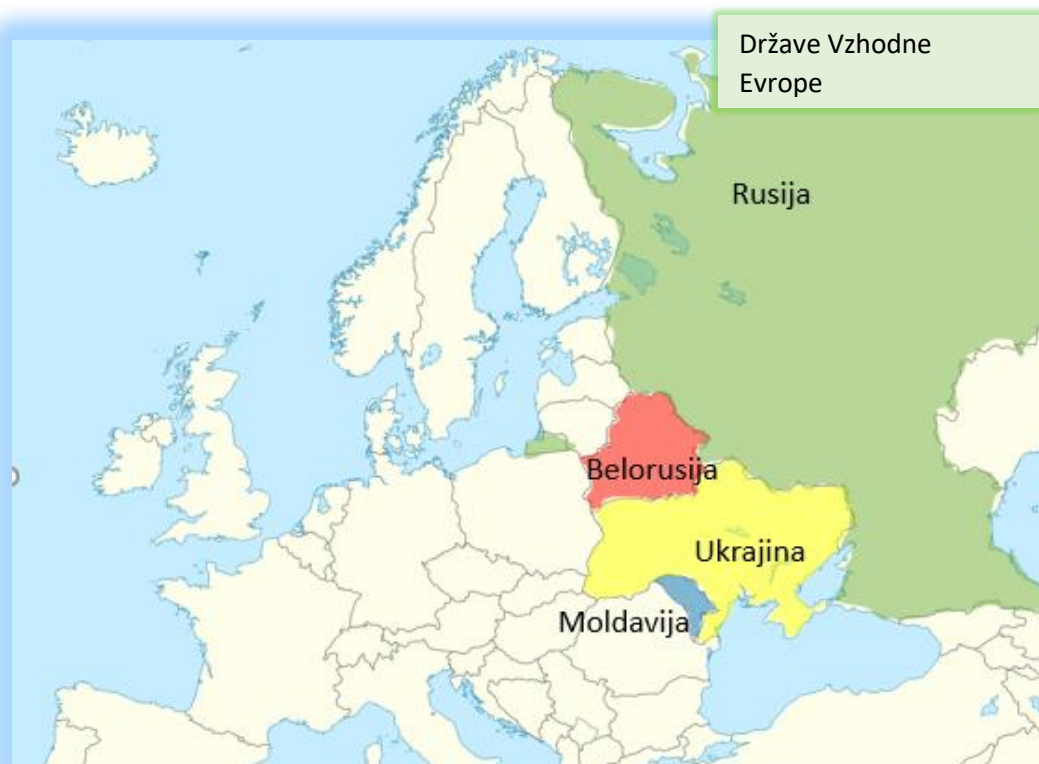 Države Vzhodne
Evrope
Rusija
Belorusija
Ukrajina
Moldavija